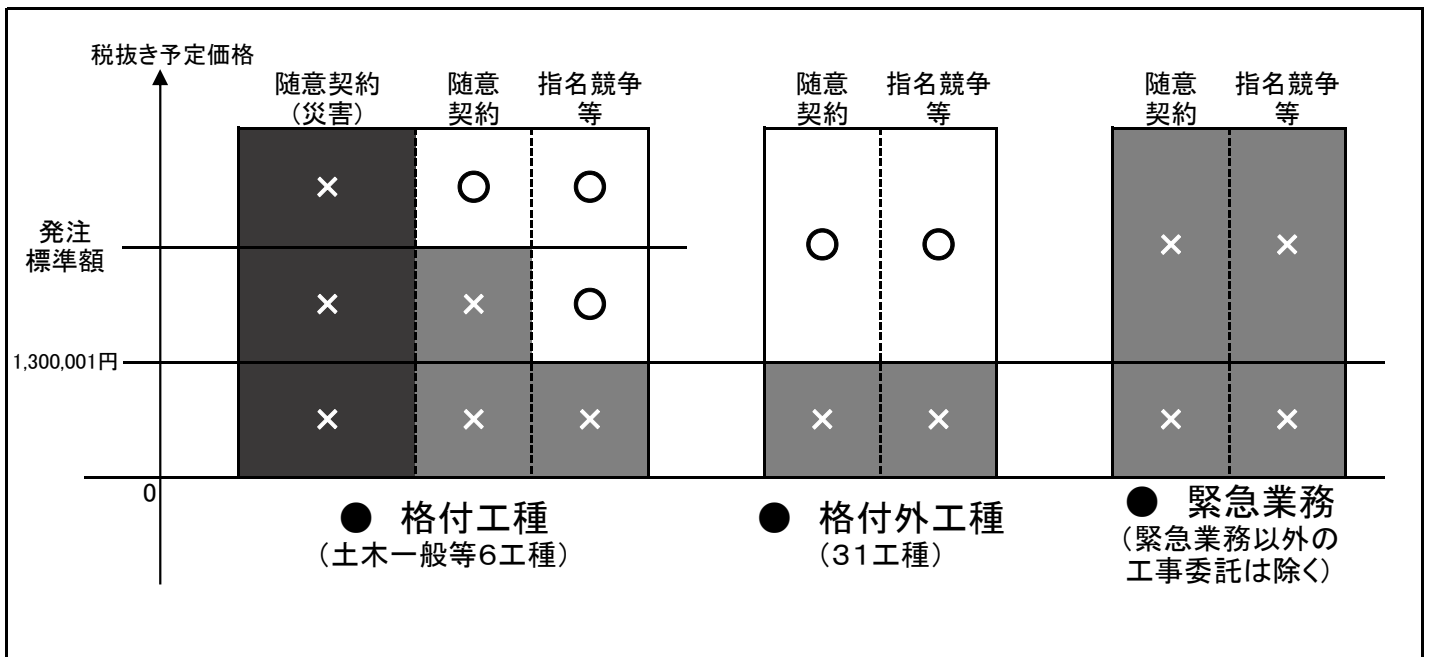 税抜き予定価格
随意契約
（災害）
随意
契約
指名競争
等
随意
契約
指名競争
等
随意
契約
指名競争
等
×
○
○
○
○
×
×
発注
標準額
×
×
○
1,300,001円
×
×
×
×
×
×
×
0
● 格付工種
（土木一般等6工種）
● 格付外工種
（31工種）
● 緊急業務
（緊急業務以外の
工事委託は除く）